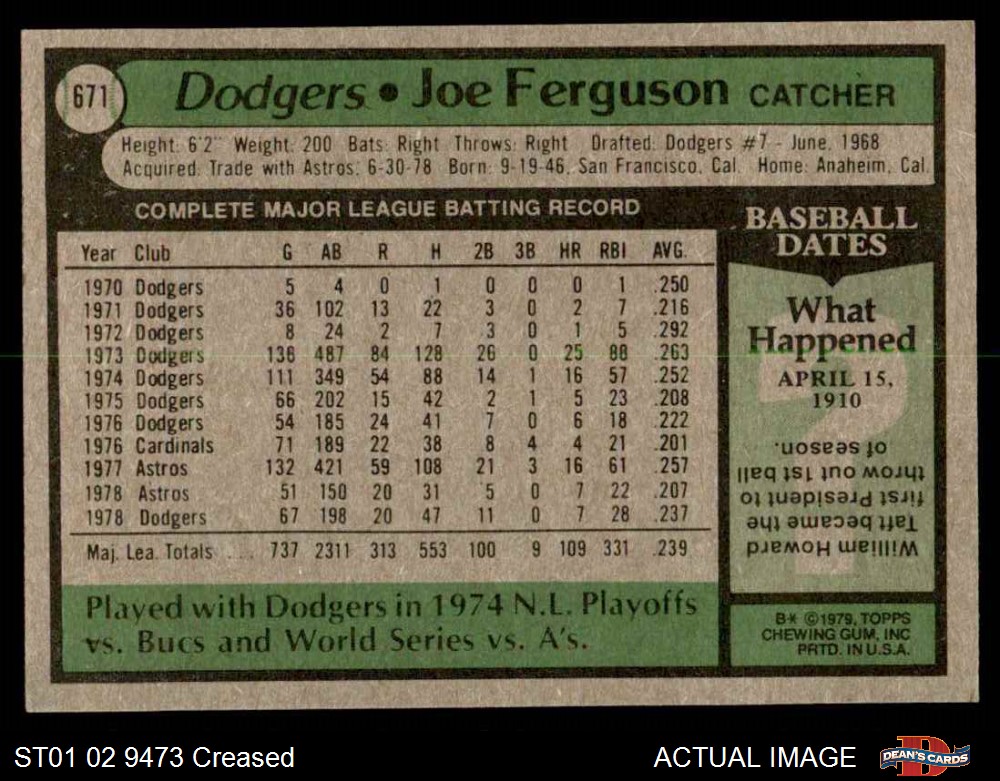 671
Dodgers • Joe Ferguson CATCHER
Height: 6'2" Weight: 200 Bats: Right Throws: Right Drafted: Dodgers #7 - June, 1968
Acquired: Trade with Astros, 6-30-78 Born: 9-19-46, San Francisco, Cal. Home: Anaheim, Cal.
COMPLETE MAJOR LEAGUE BATTING RECORD
Year Club G AB R H 2B 3B HR RBI AVG.
1970 Dodgers 5 4 0 1 0 0 0 1 .250
1971 Dodgers 36 102 13 22 3 0 2 7 .216
1972 Dodgers 8 24 2 7 3 0 1 5 .292
1973 Dodgers 136 487 84 128 26 0 25 88 .263
1974 Dodgers 111 349 54 88 14 1 16 57 .252
1975 Dodgers 66 202 15 42 2 1 5 23 .208
1976 Dodgers 54 185 24 41 7 0 6 18 .222
1976 Cardinals 71 189 22 38 8 4 4 21 .201
1977 Astros 132 421 59 108 21 3 16 61 .257
1978 Astros 51 150 20 31 5 0 7 22 .207
1978 Dodgers 67 198 20 47 11 0 7 28 .237
Maj. Lea. Totals .... 737 2311 313 553 100 9 109 331 .239
Played with Dodgers in 1974 N.L. Playoffs
vs. Bucs and World Series vs. A's.
BASEBALL
DATES
What
Happened
APRIL 15,
1910
?
William Howard
Taft became the
first President to
throw out 1st ball
of season.
B* ©1979, TOPPS
CHEWING GUM, INC
PRTD. IN U.S.A.
ST01 02 9473 Creased
ACTUAL IMAGE
D
DEAN'S CARDS